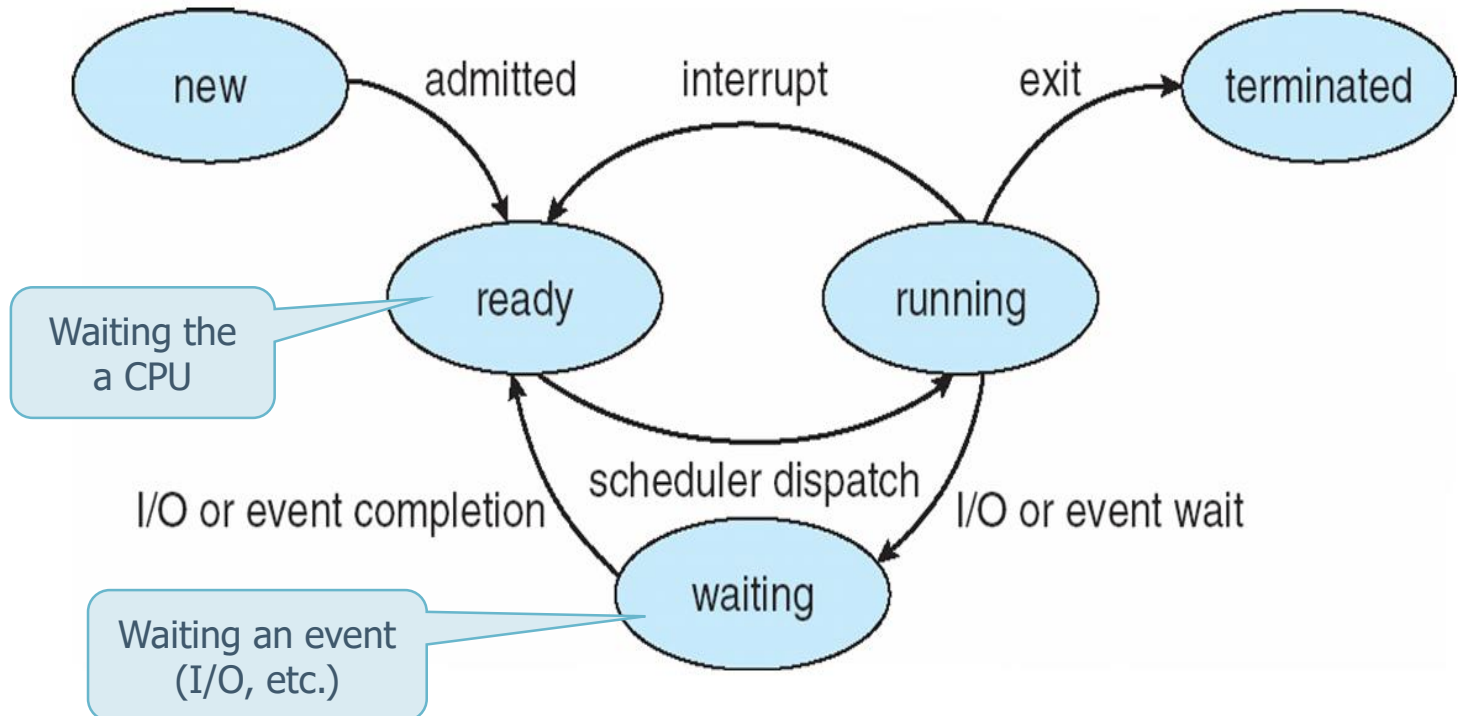 new
admitted
interrupt
exit
terminated
ready
running
Waiting the
a CPU
scheduler dispatch
I/O or event completion
I/O or event wait
waiting
Waiting an event
(I/O, etc.)